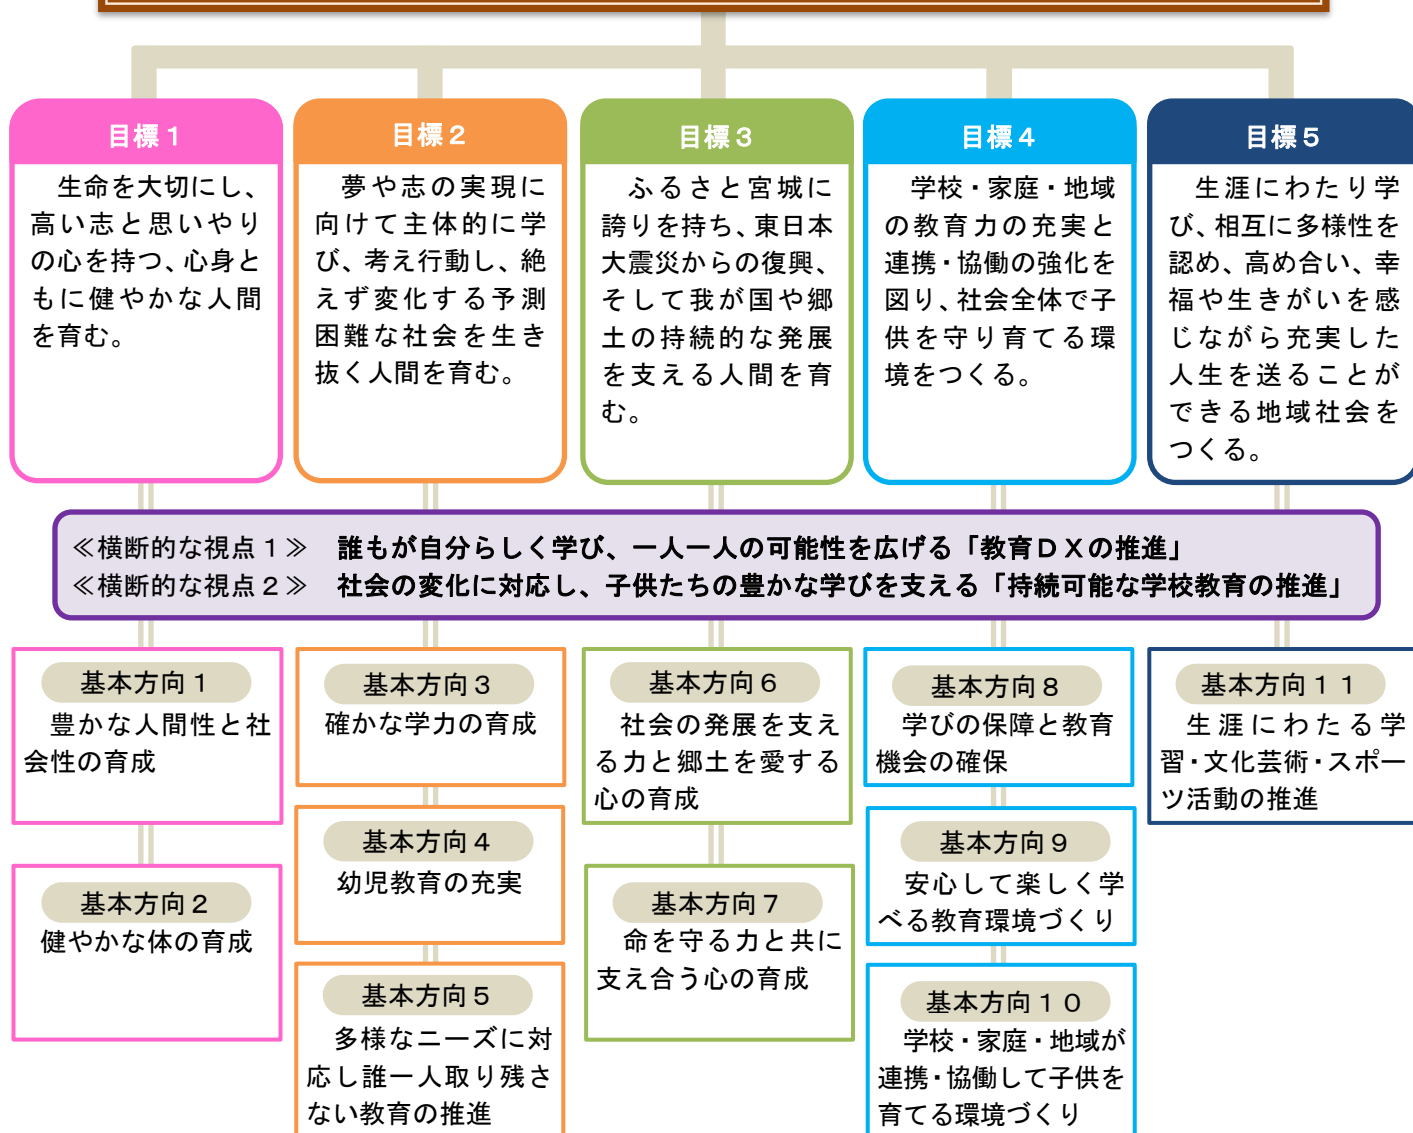 目標１
生命を大切にし、
高い志と思いやり
の心を持つ、心身と
もに健やかな人間
を育む。
目標２
夢や志の実現に
向けて主体的に学
び、考え行動し、絶
えず変化する予測
困難な社会を生き
抜く人間を育む。
目標３
ふるさと宮城に
誇りを持ち、東日本
大震災からの復興、
そして我が国や郷
土の持続的な発展
を支える人間を育
む。
目標４
学校・家庭・地域
の教育力の充実と
連携・協働の強化を
図り、社会全体で子
供を守り育てる環
境をつくる。
目標５
生涯にわたり学
び、相互に多様性を
認め、高め合い、幸
福や生きがいを感
じながら充実した
人生を送ることが
できる地域社会を
つくる。
≪横断的な視点１≫　誰もが自分らしく学び、一人一人の可能性を広げる「教育ＤＸの推進」
≪横断的な視点２≫　社会の変化に対応し、子供たちの豊かな学びを支える「持続可能な学校教育の推進」
基本方向１
豊かな人間性と社
会性の育成
基本方向２
健やかな体の育成
基本方向３
確かな学力の育成
基本方向４
幼児教育の充実
基本方向５
多様なニーズに対
応し誰一人取り残さ
ない教育の推進
基本方向６
社会の発展を支え
る力と郷土を愛する
心の育成
基本方向７
命を守る力と共に
支え合う心の育成
基本方向８
学びの保障と教育
機会の確保
基本方向９
安心して楽しく学
べる教育環境づくり
基本方向１０
学校・家庭・地域が
連携・協働して子供を
育てる環境づくり
基本方向１１
生涯にわたる学
習・文化芸術・スポー
ツ活動の推進